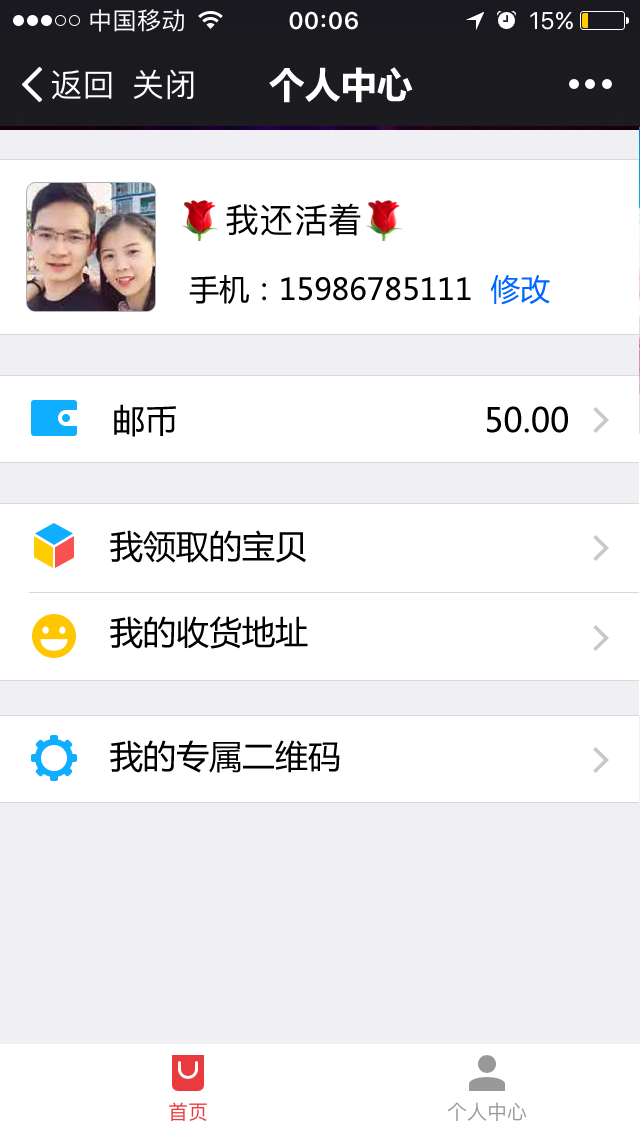 中国移动 00:06 15%
返回 关闭 个人中心
🌹我还活着🌹
手机：15986785111 修改
邮币 50.00
我领取的宝贝
我的收货地址
我的专属二维码
首页 个人中心